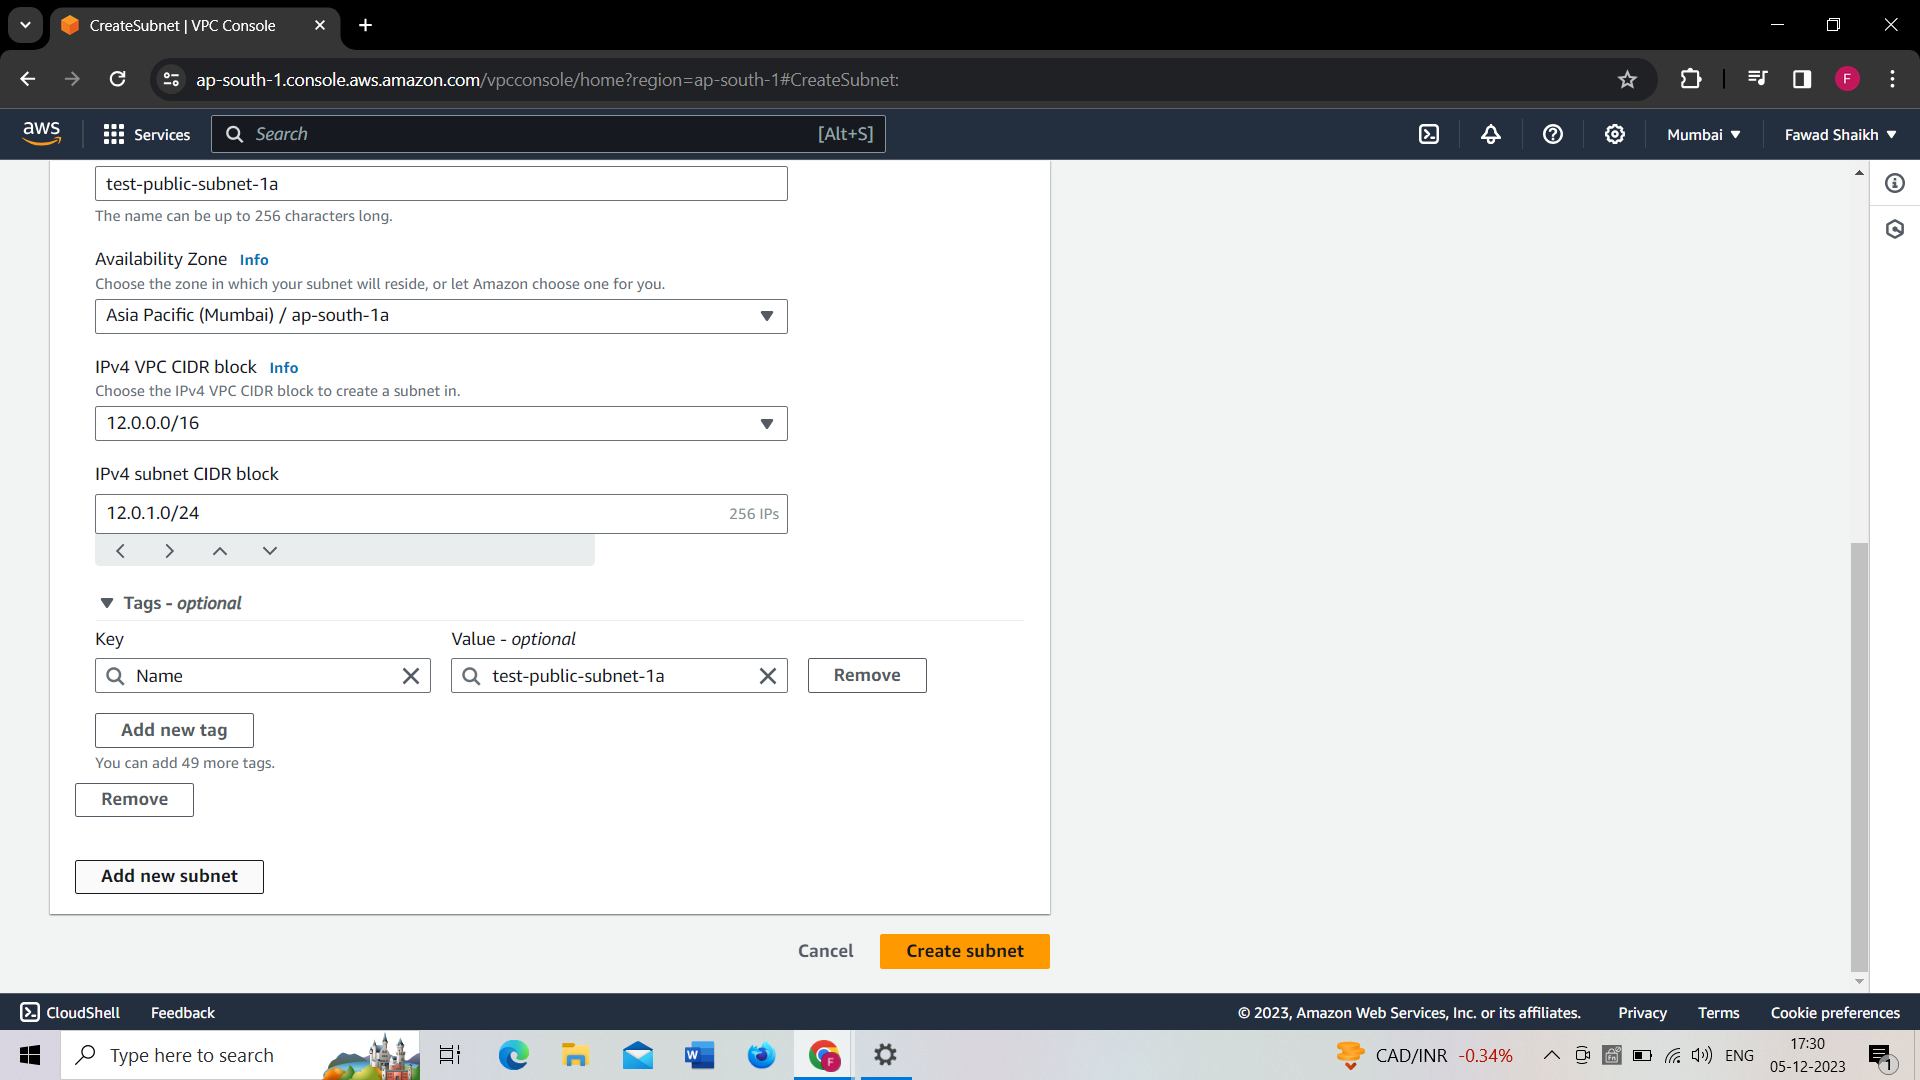 CreateSubnet | VPC Console
ap-south-1.console.aws.amazon.com/vpcconsole/home?region=ap-south-1#CreateSubnet:
F
aws
Services
Search
[Alt+S]
Mumbai
Fawad Shaikh
test-public-subnet-1a
The name can be up to 256 characters long.
Availability Zone Info
Choose the zone in which your subnet will reside, or let Amazon choose one for you.
Asia Pacific (Mumbai) / ap-south-1a
IPv4 VPC CIDR block Info
Choose the IPv4 VPC CIDR block to create a subnet in.
12.0.0.0/16
IPv4 subnet CIDR block
12.0.1.0/24
256 IPs
Tags - optional
Key
Value - optional
Name
test-public-subnet-1a
Remove
Add new tag
You can add 49 more tags.
Remove
Add new subnet
Cancel
Create subnet
CloudShell
Feedback
© 2023, Amazon Web Services, Inc. or its affiliates.
Privacy
Terms
Cookie preferences
Type here to search
W
F
CAD/INR -0.34%
ENG
17:30
05-12-2023
1